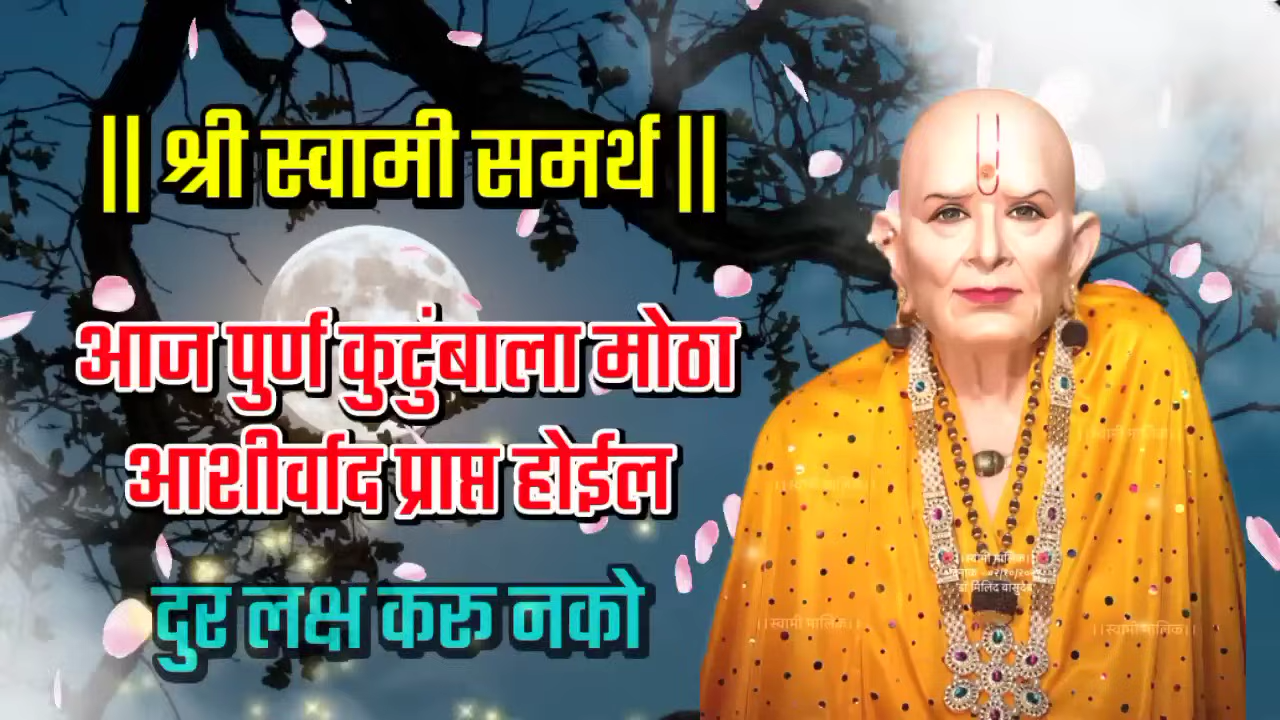 || श्री स्वामी समर्थ ||
आज पुर्ण कुटुंबाला मोठा
आशीर्वाद प्राप्त होईल
दुर लक्ष करु नको
।।स्वामी मालिक।।
।।स्वामी मालिक।।
।।स्वामी मालिक।।
डॉ मिलिंद वासुदेव
।।स्वामी मालिक।।
।।स्वामी मालिक।।